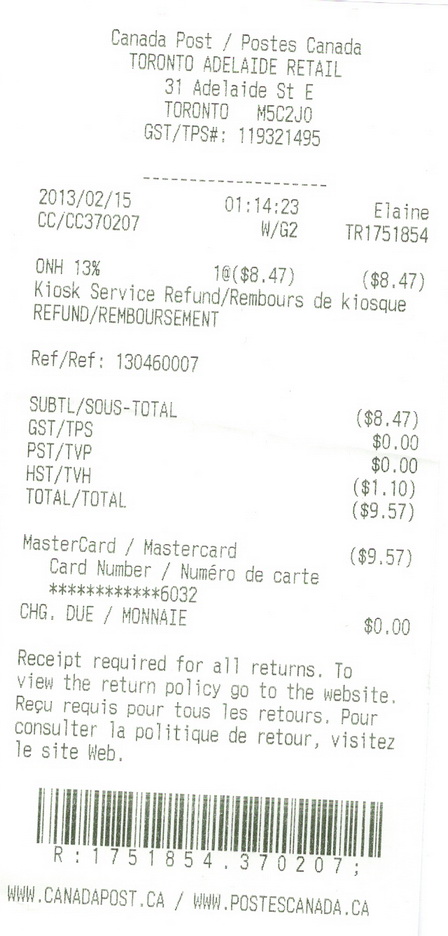 Canada Post / Postes Canada
TORONTO ADELAIDE RETAIL
31 Adelaide St E
TORONTO M5C2J0
GST/TPS#: 119321495
--------------------
2013/02/15 01:14:23 Elaine
CC/CC370207 W/G2 TR1751854
ONH 13% 1@($8.47) ($8.47)
Kiosk Service Refund/Rembours de kiosque
REFUND/REMBOURSEMENT
Ref/Ref: 130460007
SUBTL/SOUS-TOTAL ($8.47)
GST/TPS $0.00
PST/TVP $0.00
HST/TVH ($1.10)
TOTAL/TOTAL ($9.57)
MasterCard / Mastercard ($9.57)
Card Number / Numéro de carte
************6032
CHG. DUE / MONNAIE $0.00
Receipt required for all returns. To
view the return policy go to the website.
Reçu requis pour tous les retours. Pour
consulter la politique de retour, visitez
le site Web.
R:1751854.370207;
WWW.CANADAPOST.CA / WWW.POSTESCANADA.CA